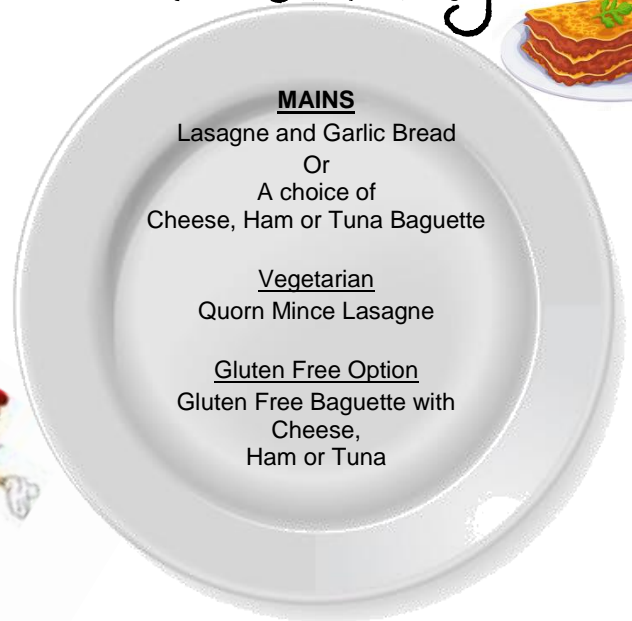 MAINS
Lasagne and Garlic Bread
Or
A choice of
Cheese, Ham or Tuna Baguette
Vegetarian
Quorn Mince Lasagne
Gluten Free Option
Gluten Free Baguette with
Cheese,
Ham or Tuna